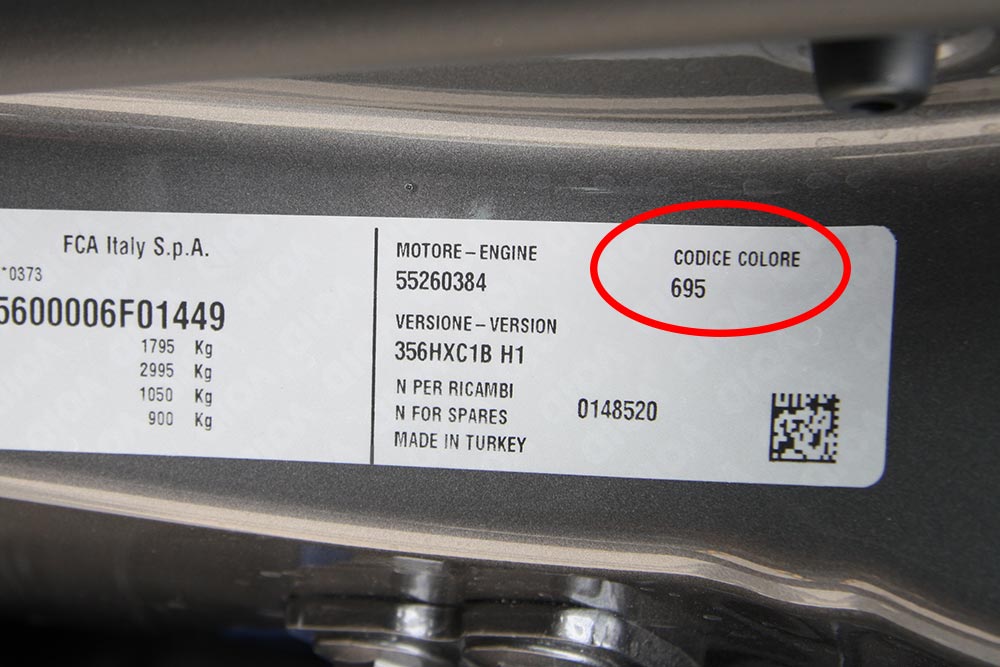 FCA Italy S.p.A.
*0373
5600006F01449
1795 Kg
2995 Kg
1050 Kg
900 Kg
MOTORE-ENGINE
55260384
VERSIONE-VERSION
356HXC1B H1
N PER RICAMBI
N FOR SPARES
MADE IN TURKEY
0148520
CODICE COLORE
695